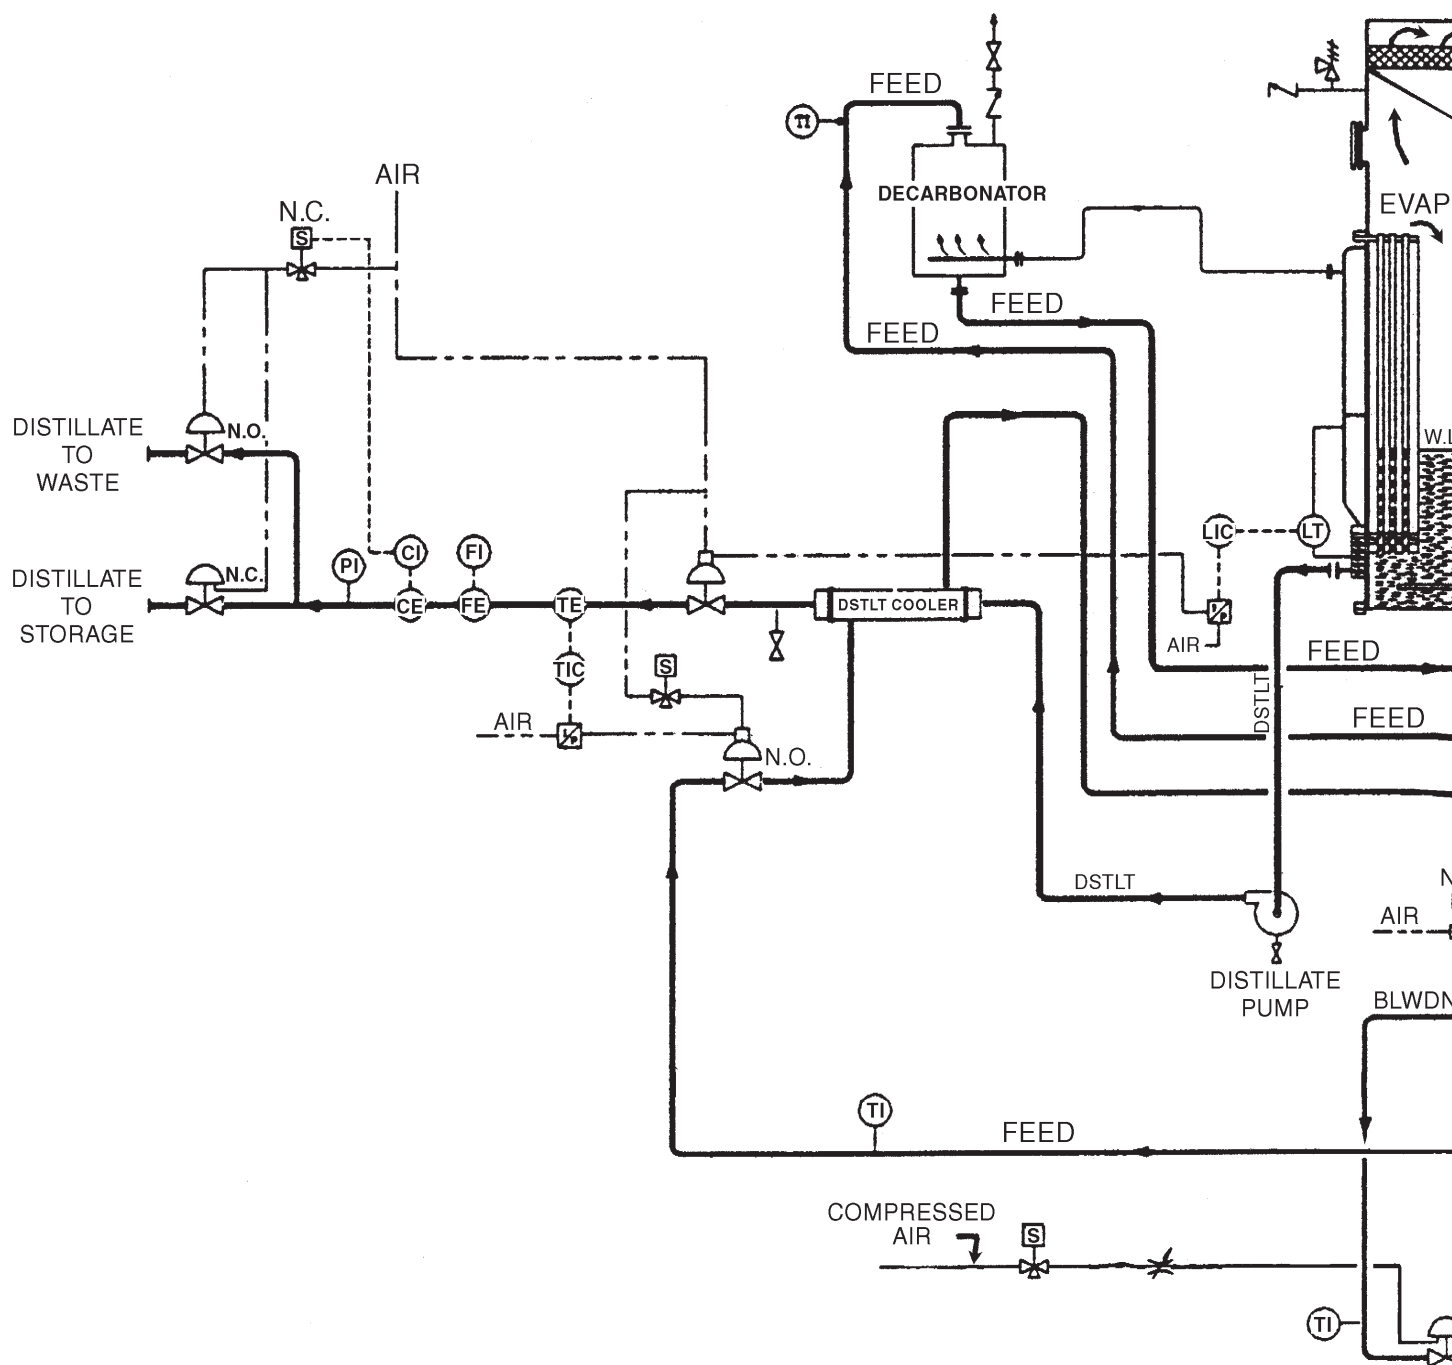 FEED
TI
AIR
DECARBONATOR
N.C.
S
EVAP
FEED
FEED
DISTILLATE
TO
WASTE
N.O.
W.L
LIC
LT
CI
FI
PI
DISTILLATE
TO
STORAGE
N.C.
CE
FE
TE
DSTLT COOLER
I/P
AIR
FEED
S
TIC
DSTLT
AIR
I/P
FEED
N.O.
DSTLT
N
AIR
DISTILLATE
PUMP
BLWDN
TI
FEED
COMPRESSED
AIR
S
TI